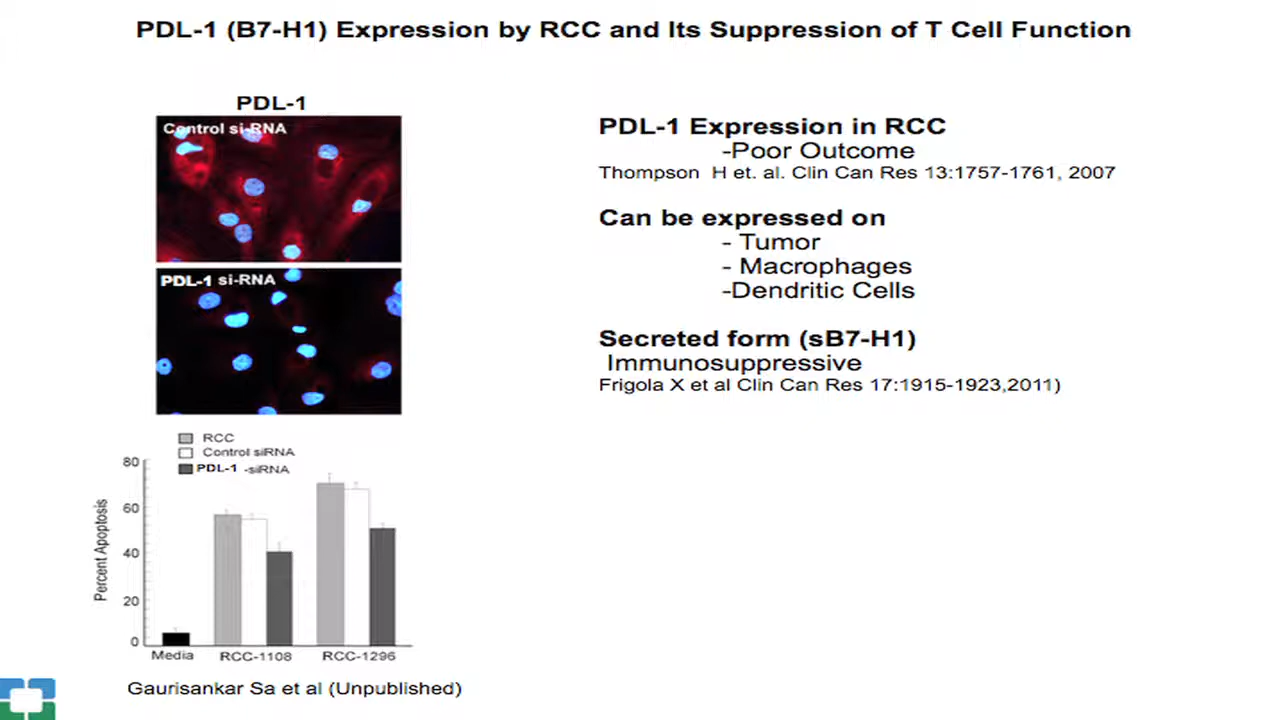 PDL-1 (B7-H1) Expression by RCC and Its Suppression of T Cell Function
PDL-1
Control si-RNA
PDL-1 si-RNA
RCC
Control siRNA
PDL-1 -siRNA
80
60
40
20
0
Percent Apoptosis
Media
RCC-1108
RCC-1296
Gaurisankar Sa et al (Unpublished)
PDL-1 Expression in RCC
-Poor Outcome
Thompson H et. al. Clin Can Res 13:1757-1761, 2007
Can be expressed on
- Tumor
- Macrophages
-Dendritic Cells
Secreted form (sB7-H1)
Immunosuppressive
Frigola X et al Clin Can Res 17:1915-1923,2011)